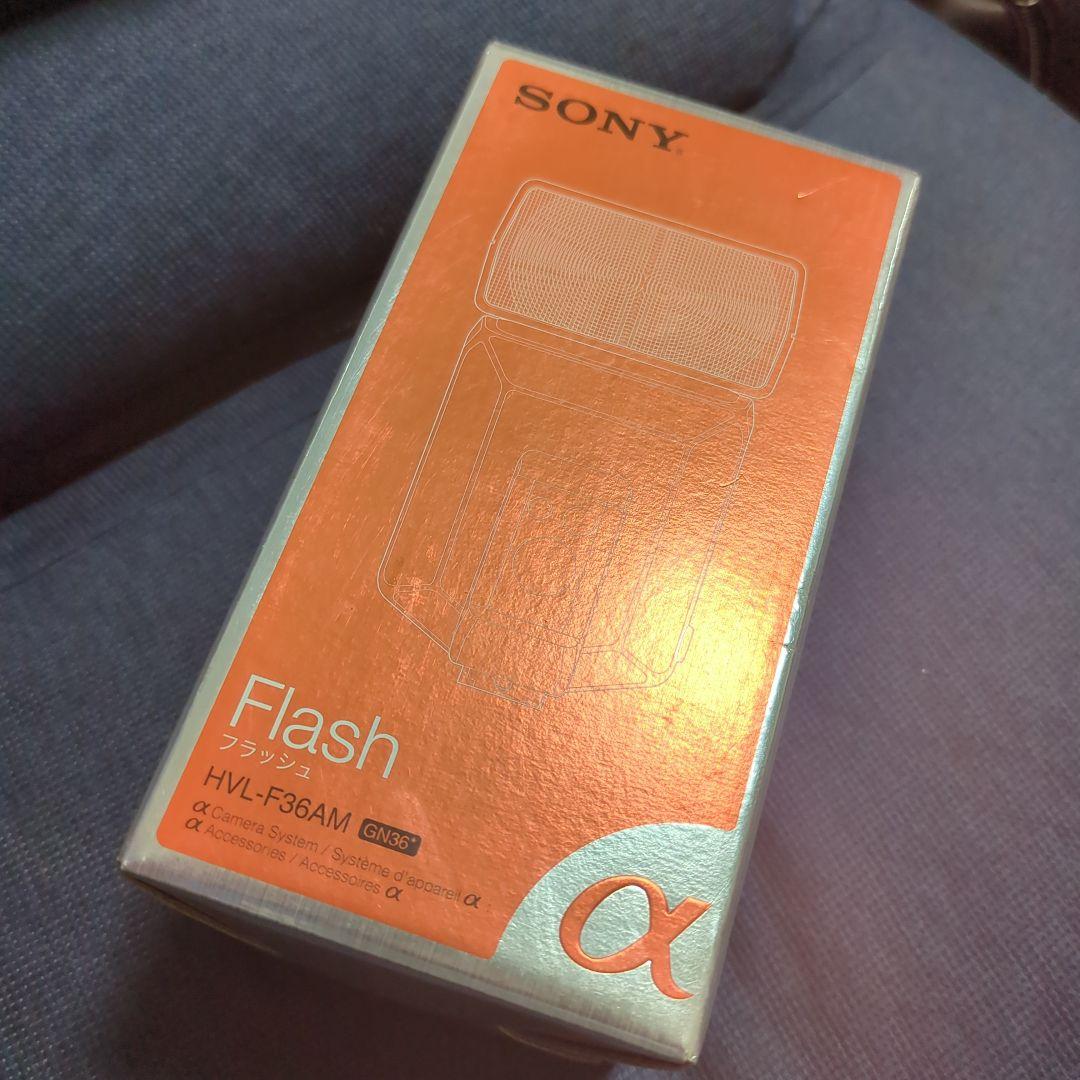 SONY
Flash
フラッシュ
HVL-F36AM GN36*
α Camera System / Système d'appareil α
α Accessories / Accessoires α
α